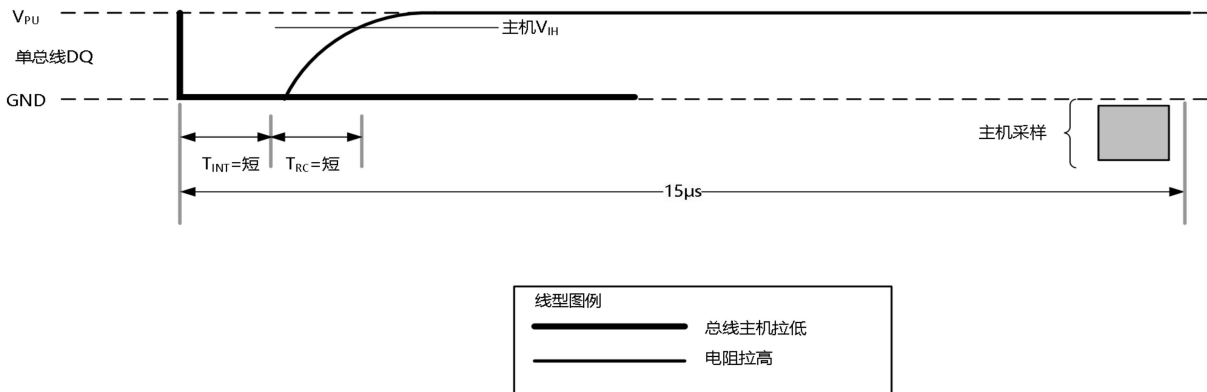 V_PU
主机V_IH
单总线DQ
GND
主机采样
T_INT=短
T_RC=短
15μs
线型图例
总线主机拉低
电阻拉高